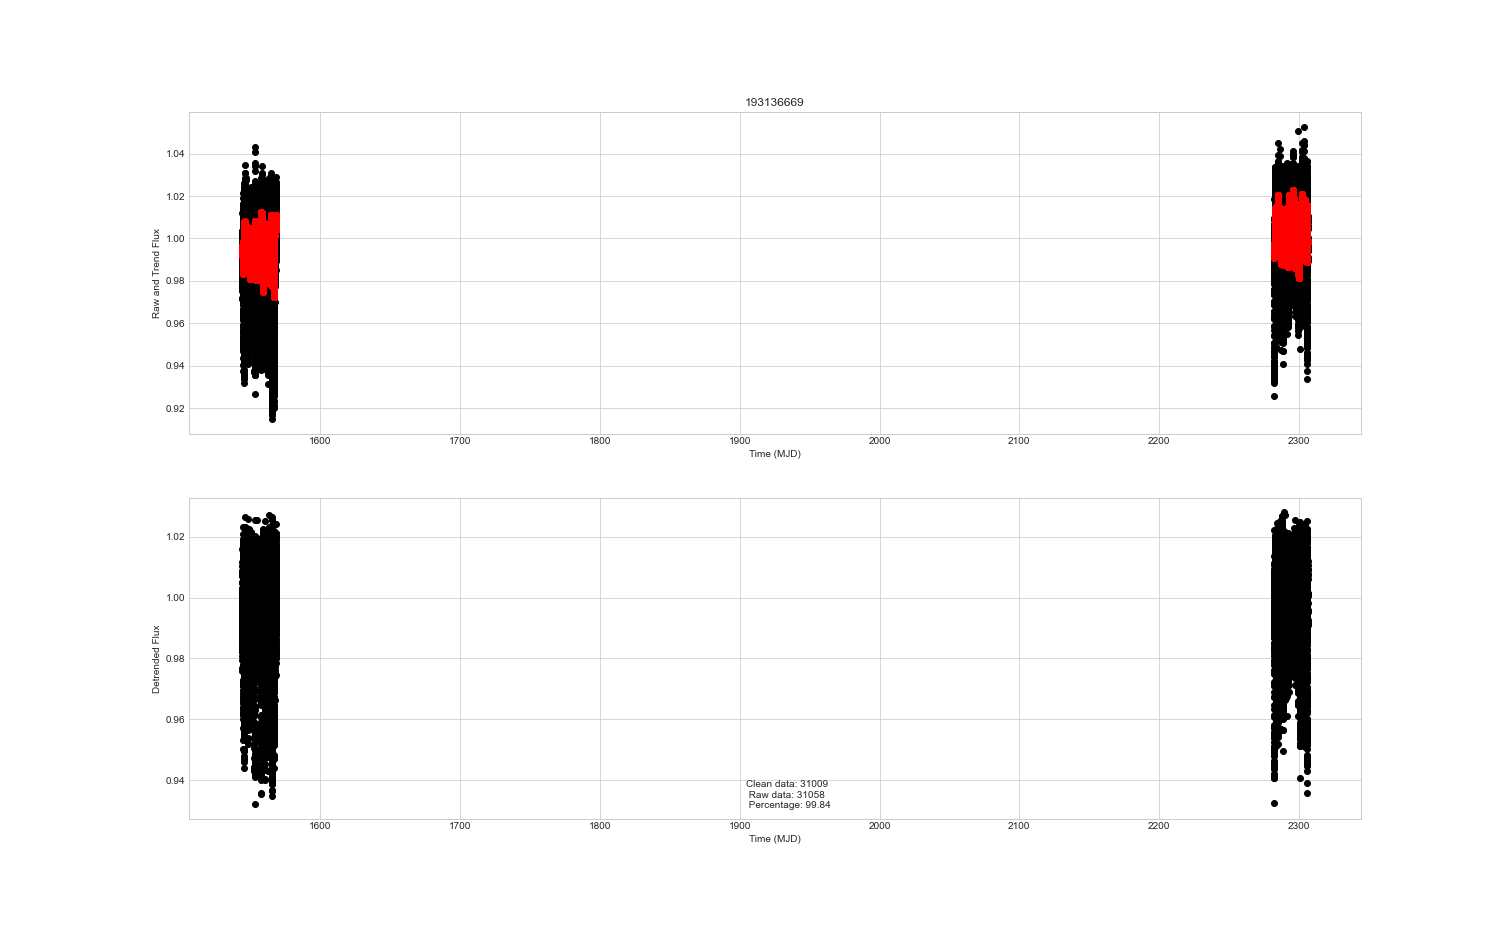 193136669
1.04
1.02
1.00
0.98
0.96
0.94
0.92
Raw and Trend Flux
1600 1700 1800 1900 2000 2100 2200 2300
Time (MJD)
1.02
1.00
0.98
0.96
0.94
Detrended Flux
Clean data: 31009
Raw data: 31058
Percentage: 99.84
1600 1700 1800 1900 2000 2100 2200 2300
Time (MJD)